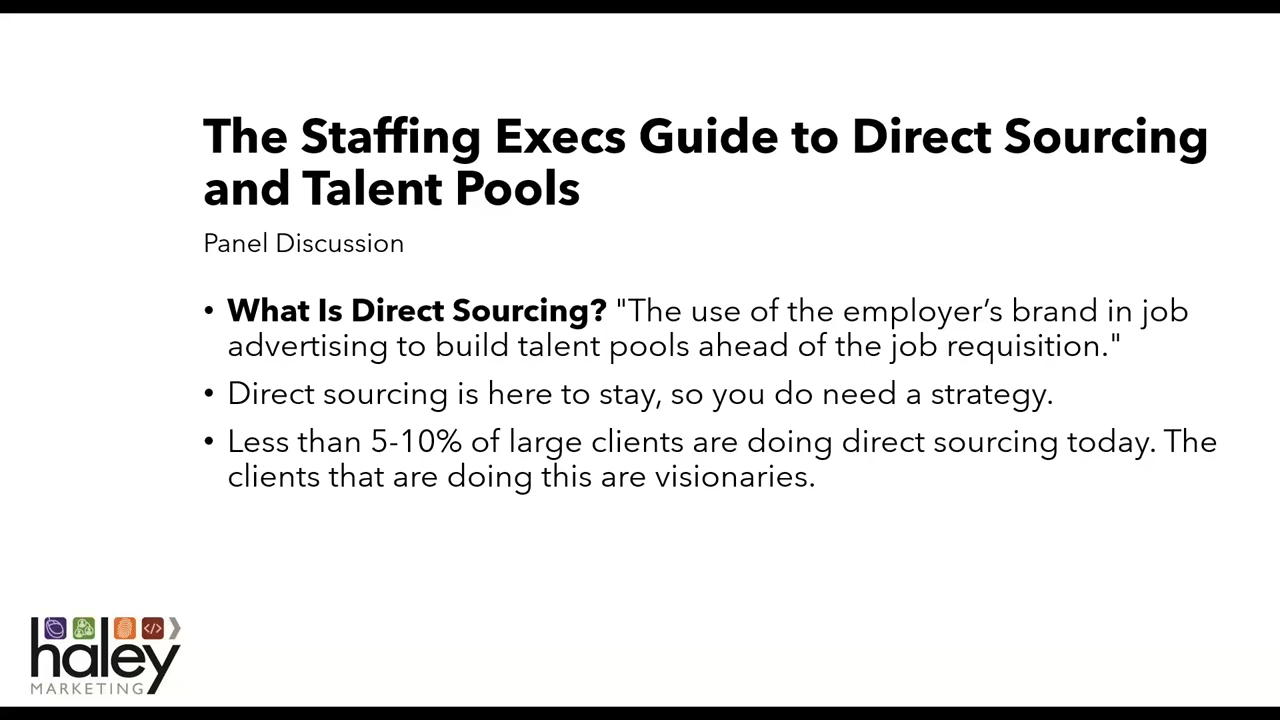 The Staffing Execs Guide to Direct Sourcing
and Talent Pools
Panel Discussion
• What Is Direct Sourcing? "The use of the employer’s brand in job
advertising to build talent pools ahead of the job requisition."
• Direct sourcing is here to stay, so you do need a strategy.
• Less than 5-10% of large clients are doing direct sourcing today. The
clients that are doing this are visionaries.
</>
haley
MARKETING